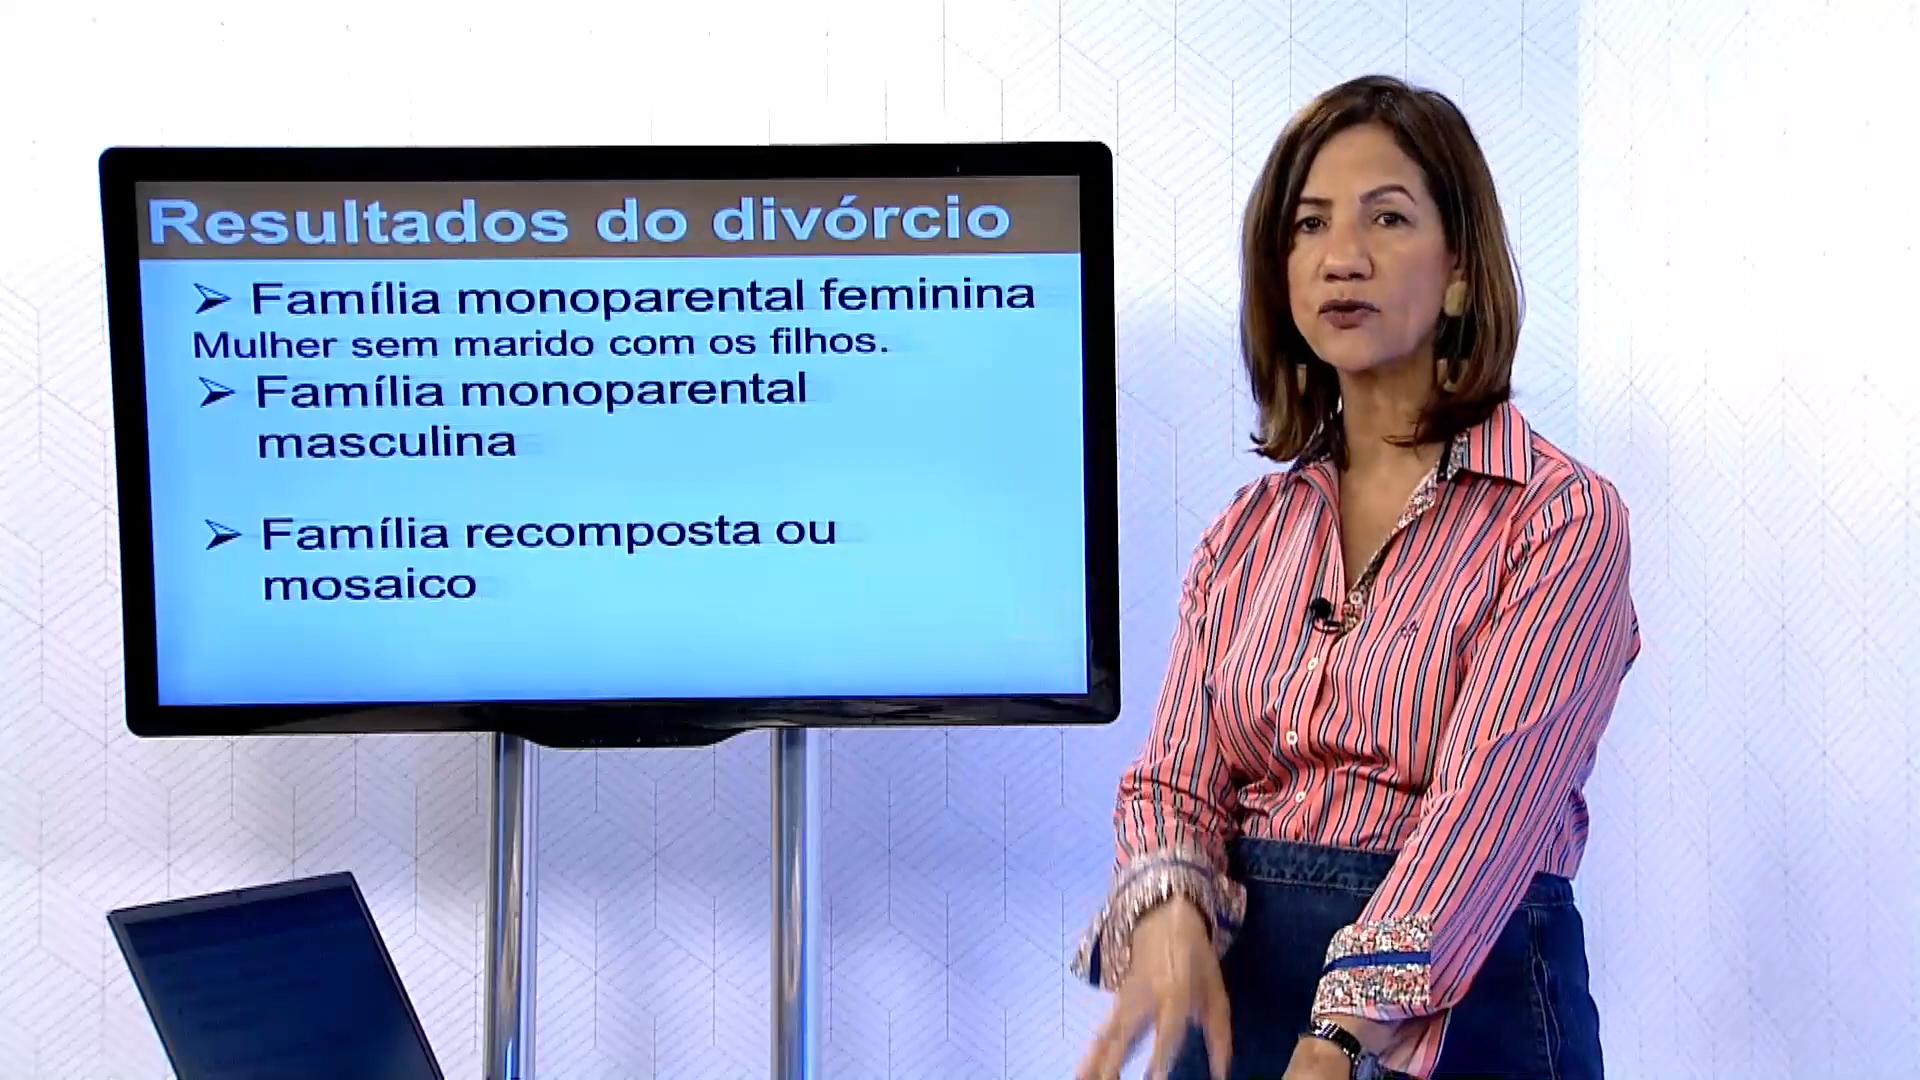 Resultados do divórcio
➢ Família monoparental feminina
Mulher sem marido com os filhos.
➢ Família monoparental
masculina
➢ Família recomposta ou
mosaico